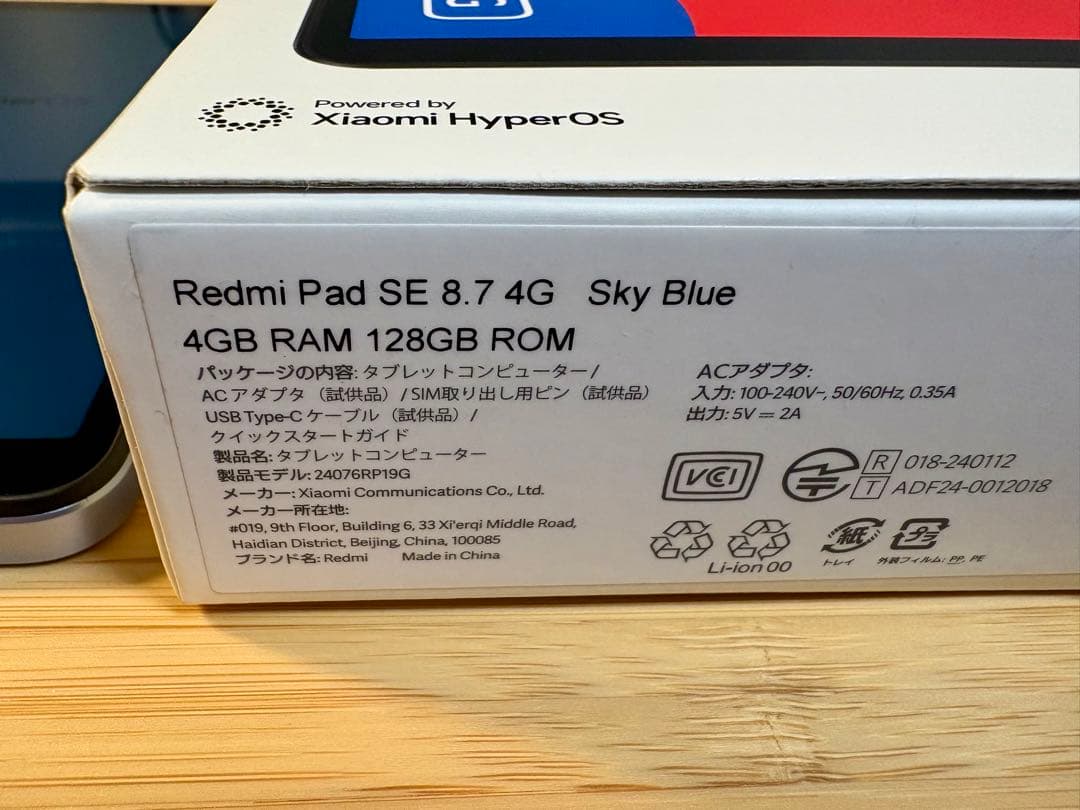 Powered by
Xiaomi HyperOS
Redmi Pad SE 8.7 4G Sky Blue
4GB RAM 128GB ROM
パッケージの内容: タブレットコンピューター /
AC アダプタ（試供品）/ SIM取り出し用ピン（試供品）
USB Type-C ケーブル（試供品）/
クイックスタートガイド
製品名: タブレットコンピューター
製品モデル: 24076RP19G
メーカー: Xiaomi Communications Co., Ltd.
メーカー所在地:
#019, 9th Floor, Building 6, 33 Xi'erqi Middle Road,
Haidian District, Beijing, China, 100085
ブランド名: Redmi Made in China
ACアダプタ:
入力: 100-240V~, 50/60Hz, 0.35A
出力: 5V ⎓ 2A
VCCI
R 018-240112
T ADF24-0012018
Li-ion 00
紙
トレイ
プラ
外装フィルム: PP, PE